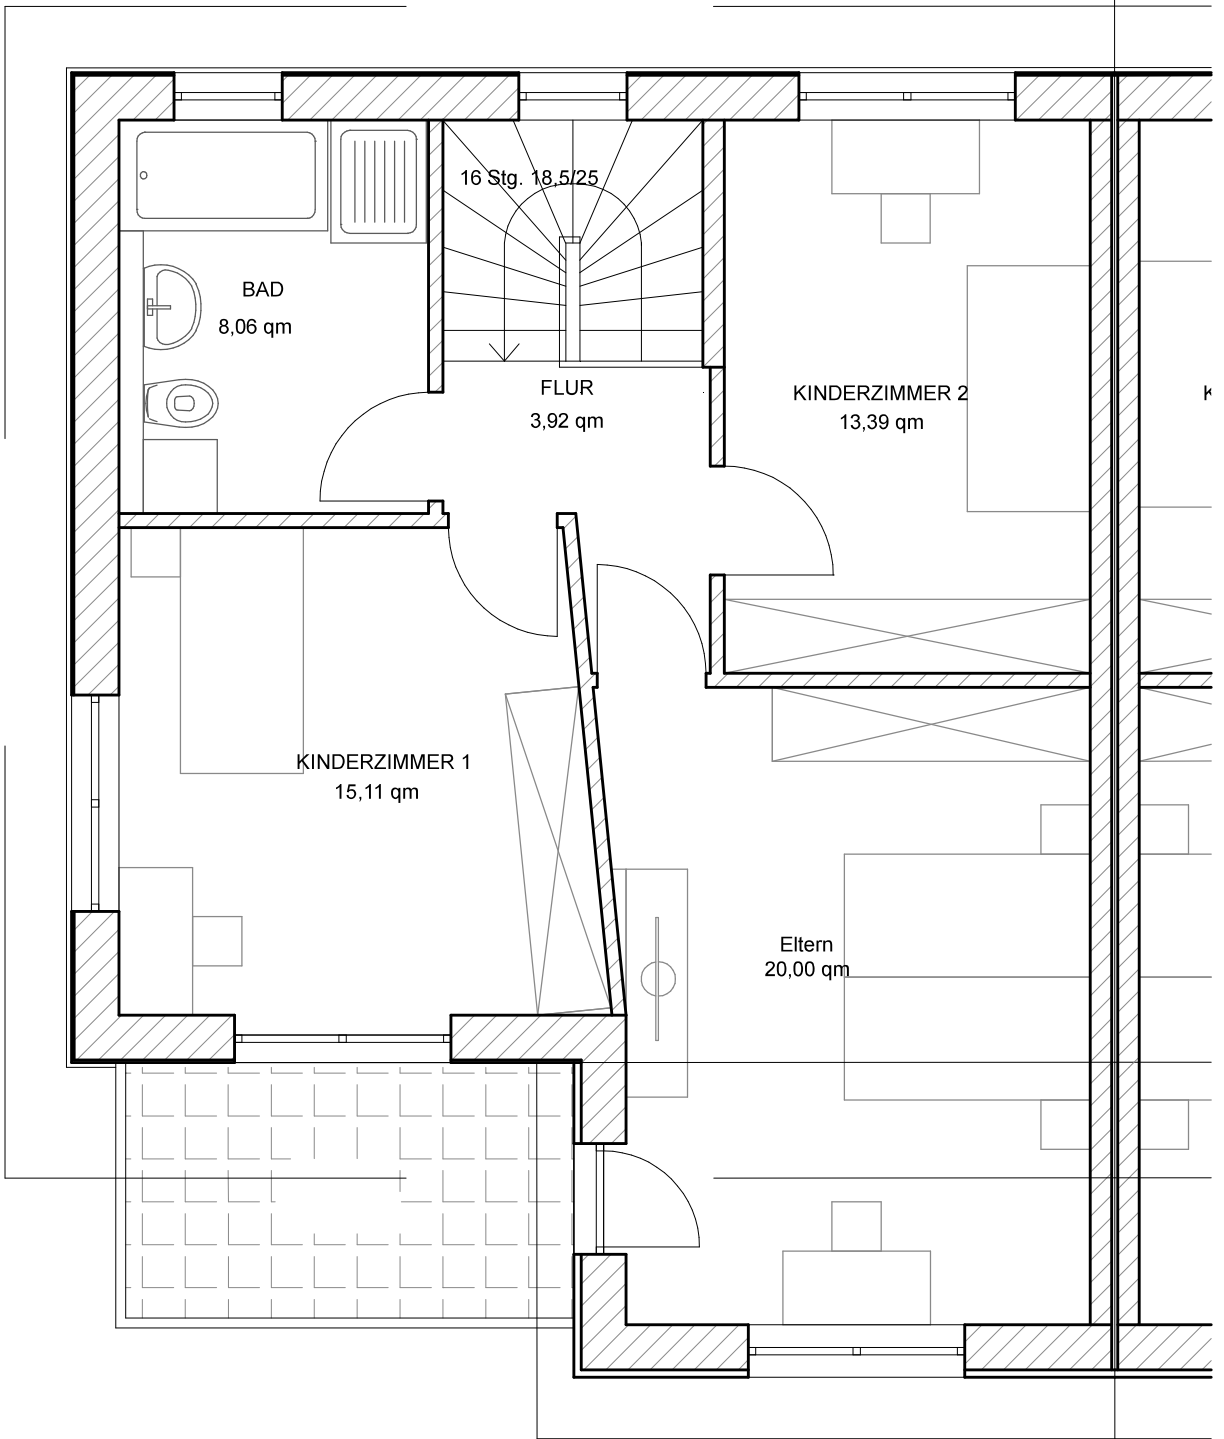 16 Stg. 18,5/25
BAD
8,06 qm
FLUR
3,92 qm
KINDERZIMMER 2
13,39 qm
K
KINDERZIMMER 1
15,11 qm
Eltern
20,00 qm